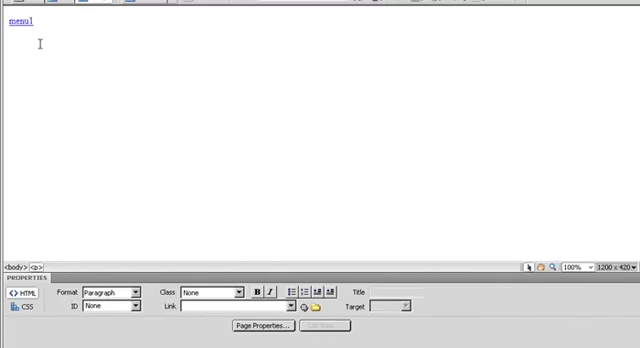 menu1
<body> <p>
100%
1200 x 420
PROPERTIES
<> HTML
Format
Paragraph
Class
None
B
I
Title
CSS
ID
None
Link
Target
Page Properties...